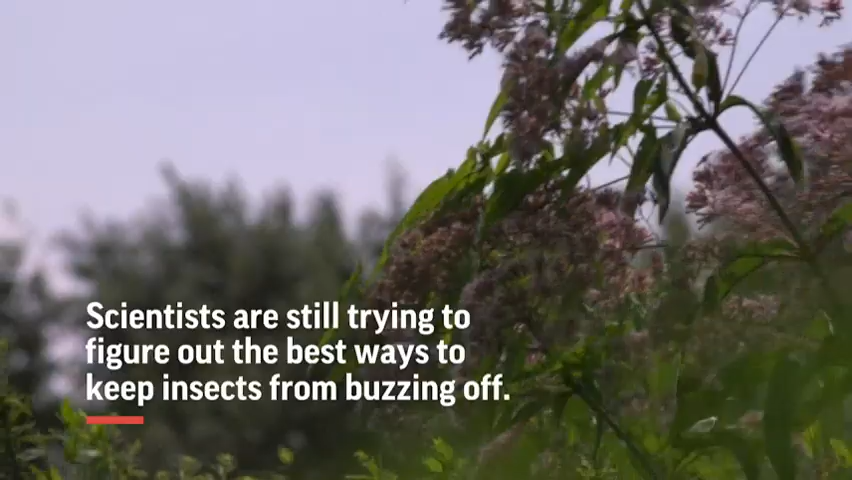 Scientists are still trying to
figure out the best ways to
keep insects from buzzing off.